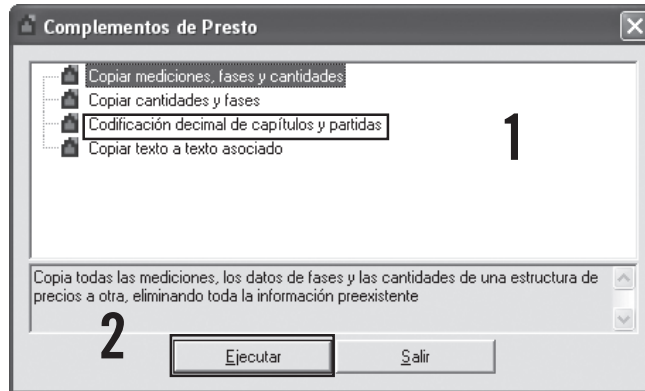 Complementos de Presto
Copiar mediciones, fases y cantidades
Copiar cantidades y fases
Codificación decimal de capítulos y partidas
Copiar texto a texto asociado
1
Copia todas las mediciones, los datos de fases y las cantidades de una estructura de
precios a otra, eliminando toda la información preexistente
2
Ejecutar Salir